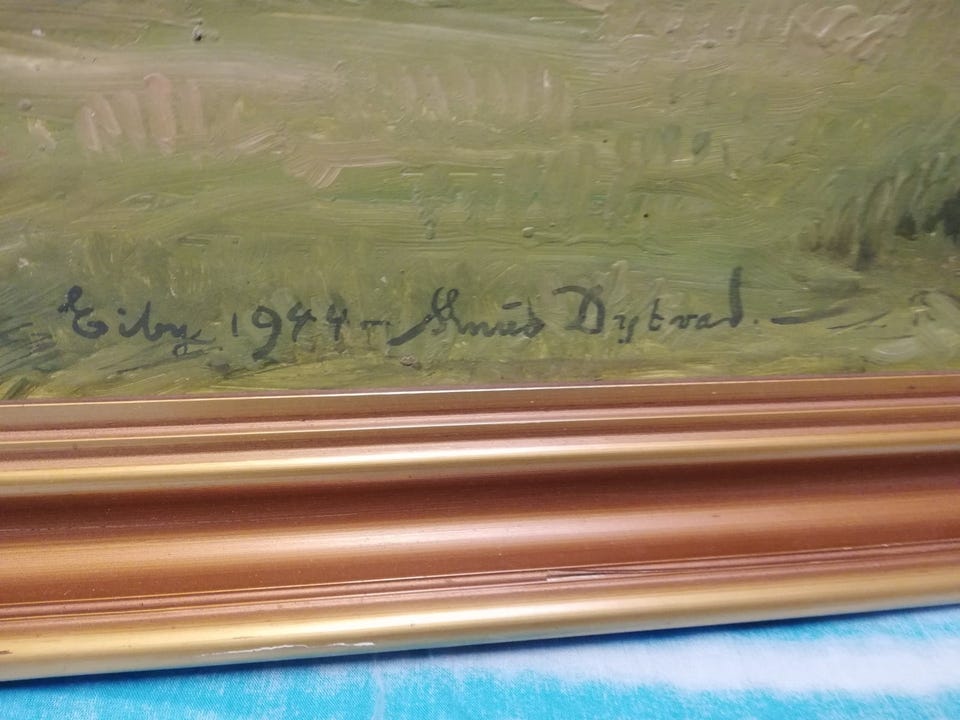 Eiby. 1944 - Knud Dybvad. -